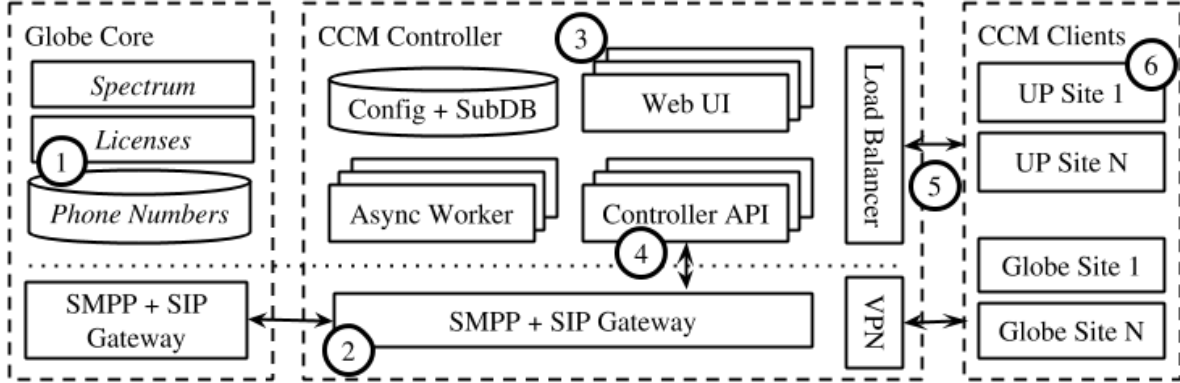 Globe Core
Spectrum
Licenses
1
Phone Numbers
SMPP + SIP
Gateway
CCM Controller
3
Config + SubDB
Web UI
Async Worker
Controller API
4
Load Balancer
SMPP + SIP Gateway
2
VPN
5
CCM Clients
6
UP Site 1
UP Site N
Globe Site 1
Globe Site N